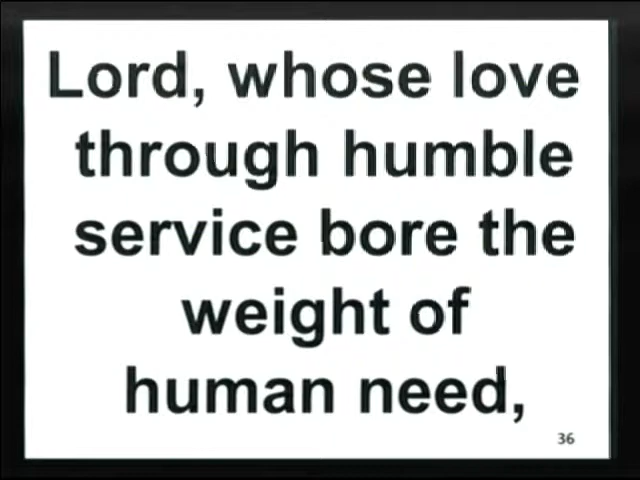 Lord, whose love
through humble
service bore the
weight of
human need,
36